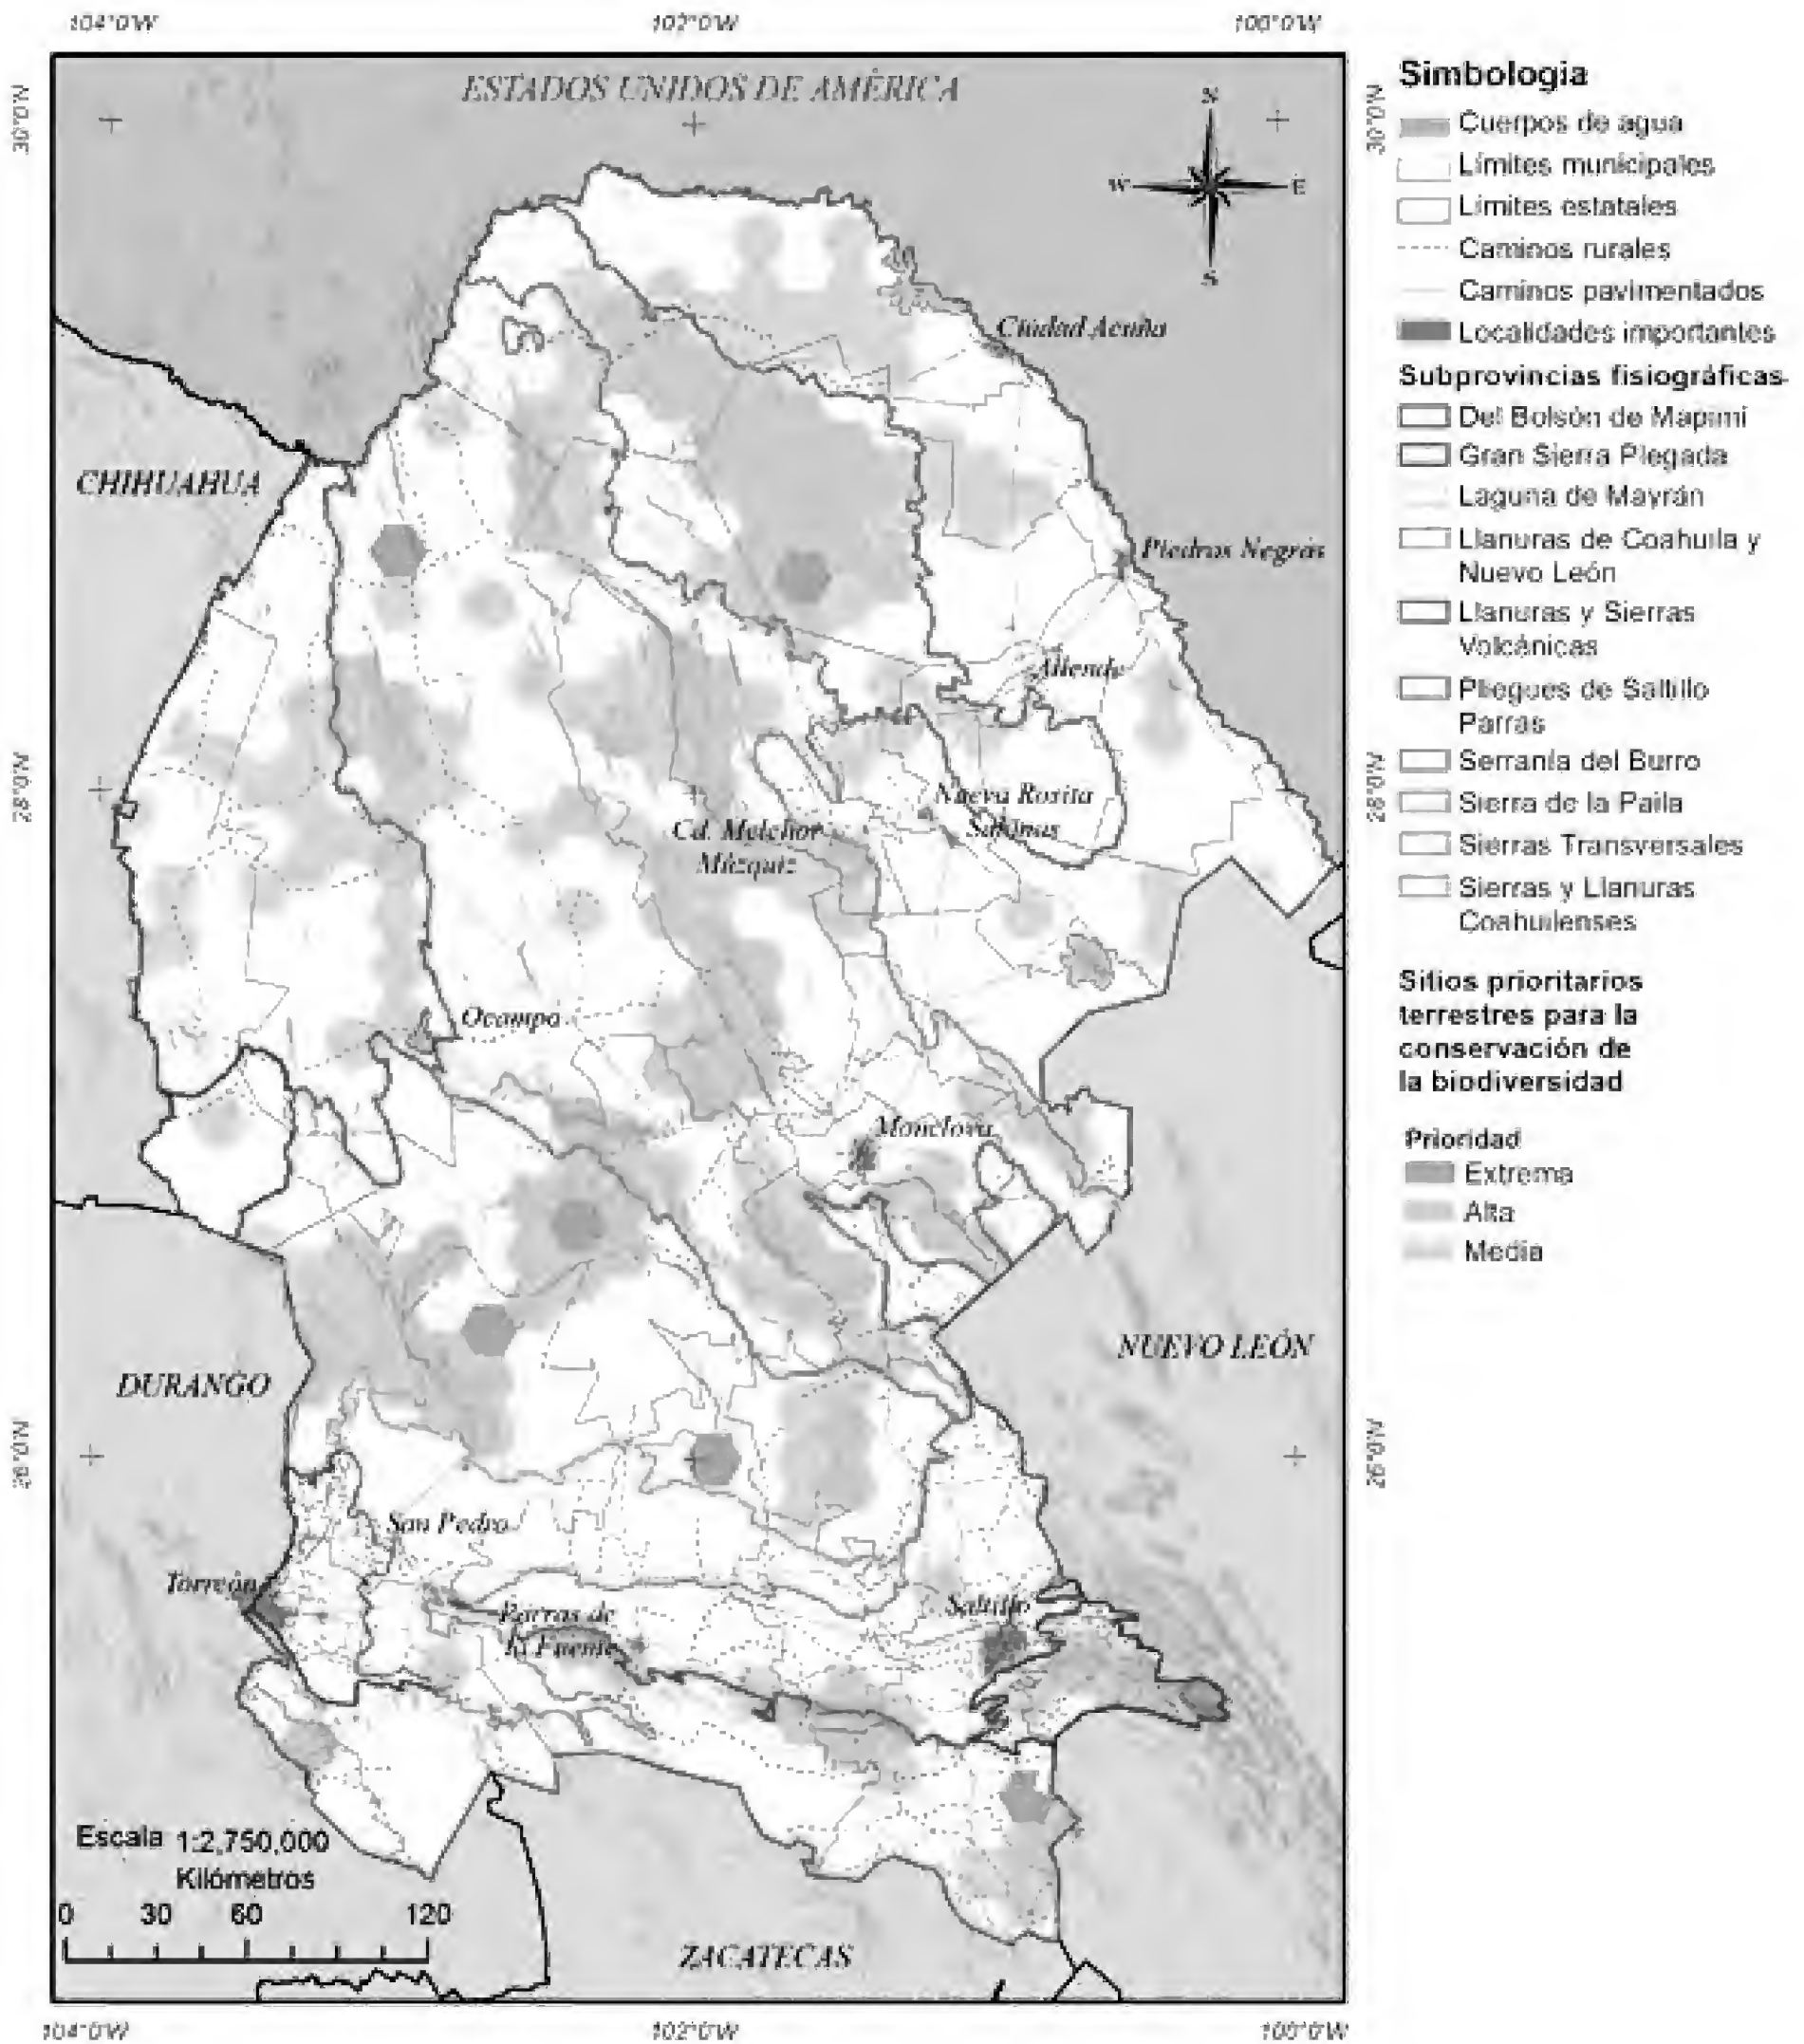 104°0'W 102°0'W 100°0'W
30°0'N
30°0'N
28°0'N
28°0'N
26°0'N
26°0'N
ESTADOS UNIDOS DE AMÉRICA
N
W E
S
Ciudad Acuña
CHIHUAHUA
Piedras Negras
Allende
Nueva Rosita
Sabinas
Cd. Melchor
Múzquiz
Ocampo
Monclova
NUEVO LEÓN
DURANGO
San Pedro
Torreón
Parras de
la Fuente
Saltillo
Escala 1:2,750,000
Kilómetros
0 30 60 120
ZACATECAS
104°0'W 102°0'W 100°0'W
Simbologia
Cuerpos de agua
Límites municipales
Límites estatales
Caminos rurales
Caminos pavimentados
Localidades importantes
Subprovincias fisiográficas
Del Bolsón de Mapimí
Gran Sierra Plegada
Laguna de Mayrán
Llanuras de Coahuila y
Nuevo León
Llanuras y Sierras
Volcánicas
Pliegues de Saltillo
Parras
Serranía del Burro
Sierra de la Paila
Sierras Transversales
Sierras y Llanuras
Coahuilenses
Sitios prioritarios
terrestres para la
conservación de
la biodiversidad
Prioridad
Extrema
Alta
Media